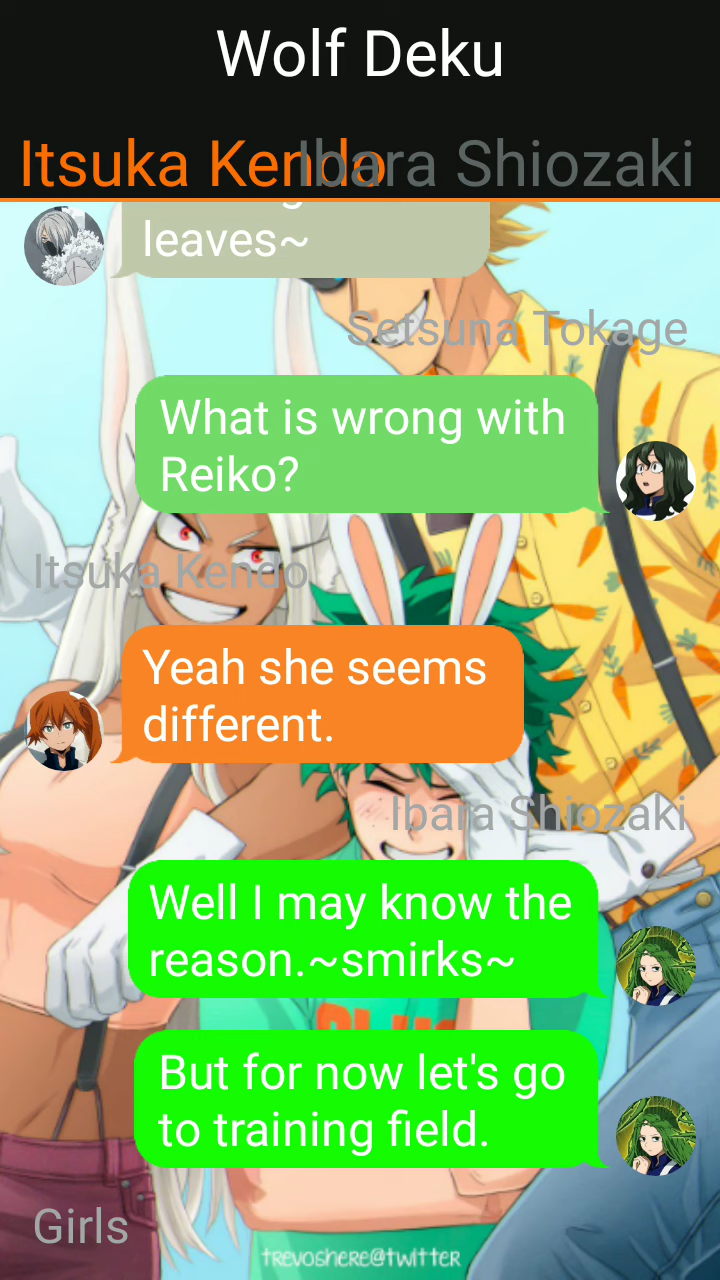 Wolf Deku
Itsuka Kendo
Ibara Shiozaki
leaves~
Setsuna Tokage
What is wrong with
Reiko?
Itsuka Kendo
Yeah she seems
different.
Ibara Shiozaki
Well I may know the
reason.~smirks~
But for now let's go
to training field.
Girls
trevoshere@twitter